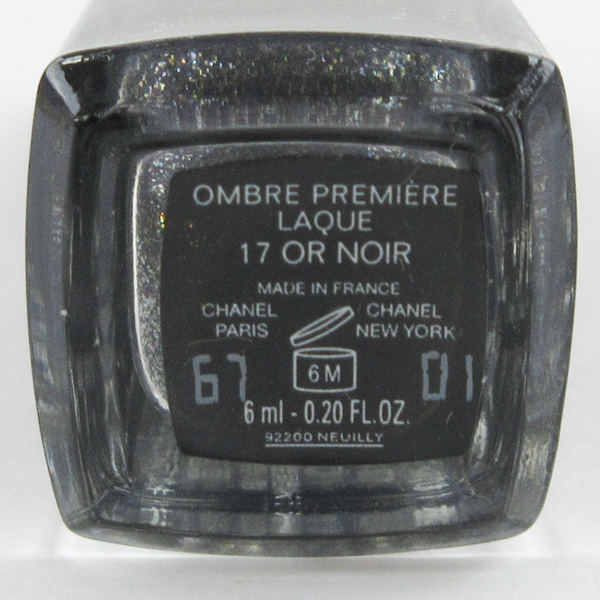 OMBRE PREMIÈRE
LAQUE
17 OR NOIR
MADE IN FRANCE
CHANEL CHANEL
PARIS NEW YORK
67 6 M 01
6 ml - 0.20 FL.OZ.
92200 NEUILLY